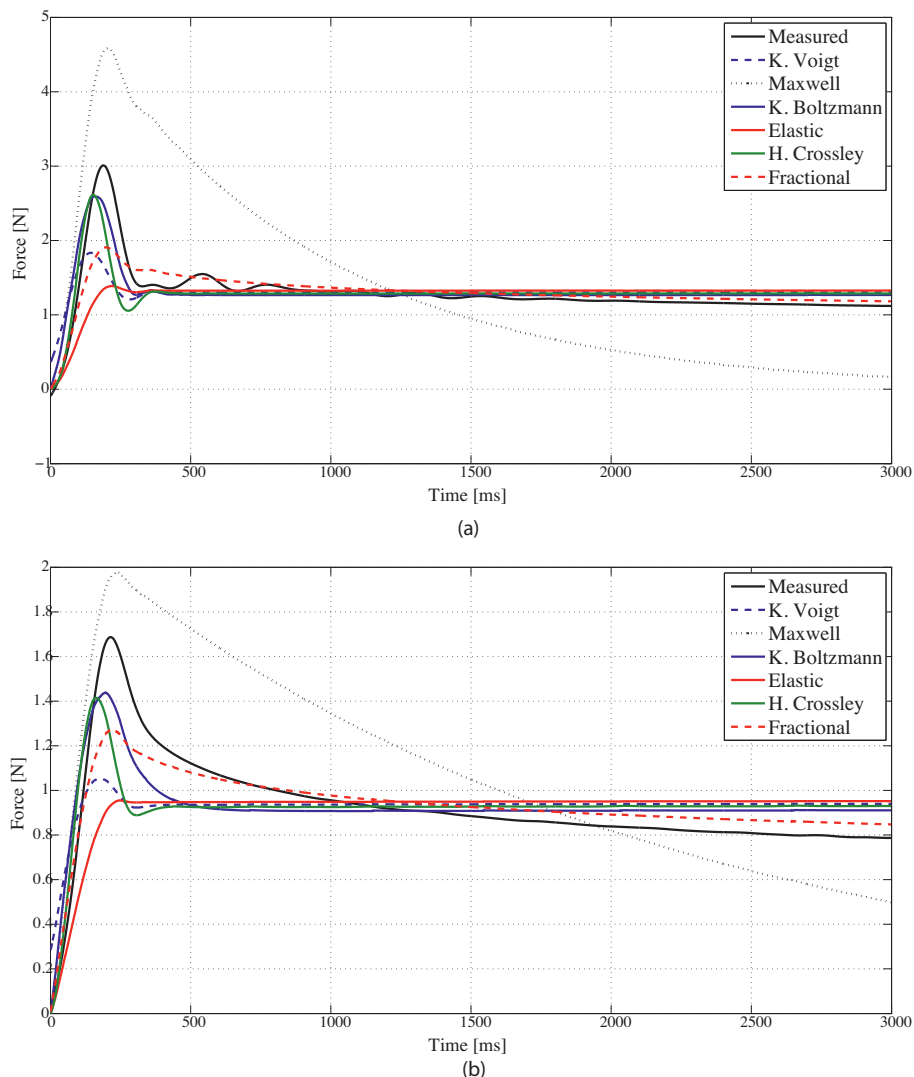 5
4
3
2
1
0
−1
Force [N]
Measured
K. Voigt
Maxwell
K. Boltzmann
Elastic
H. Crossley
Fractional
0 500 1000 1500 2000 2500 3000
Time [ms]
(a)
2
1.8
1.6
1.4
1.2
1
0.8
0.6
0.4
0.2
0
Force [N]
Measured
K. Voigt
Maxwell
K. Boltzmann
Elastic
H. Crossley
Fractional
0 500 1000 1500 2000 2500 3000
Time [ms]
(b)